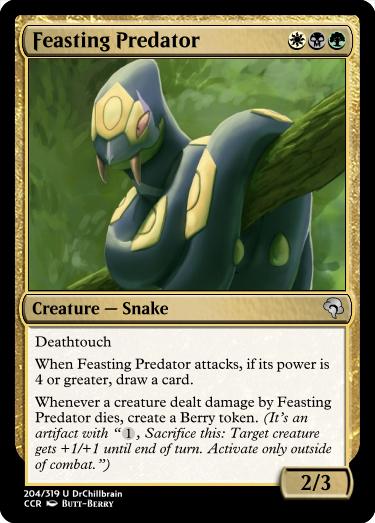 Feasting Predator
Creature — Snake
Deathtouch
When Feasting Predator attacks, if its power is
4 or greater, draw a card.
Whenever a creature dealt damage by Feasting
Predator dies, create a Berry token. (It's an
artifact with “1, Sacrifice this: Target creature
gets +1/+1 until end of turn. Activate only outside
of combat.”)
2/3
204/319 U DrChillbrain
CCR Butt-Berry